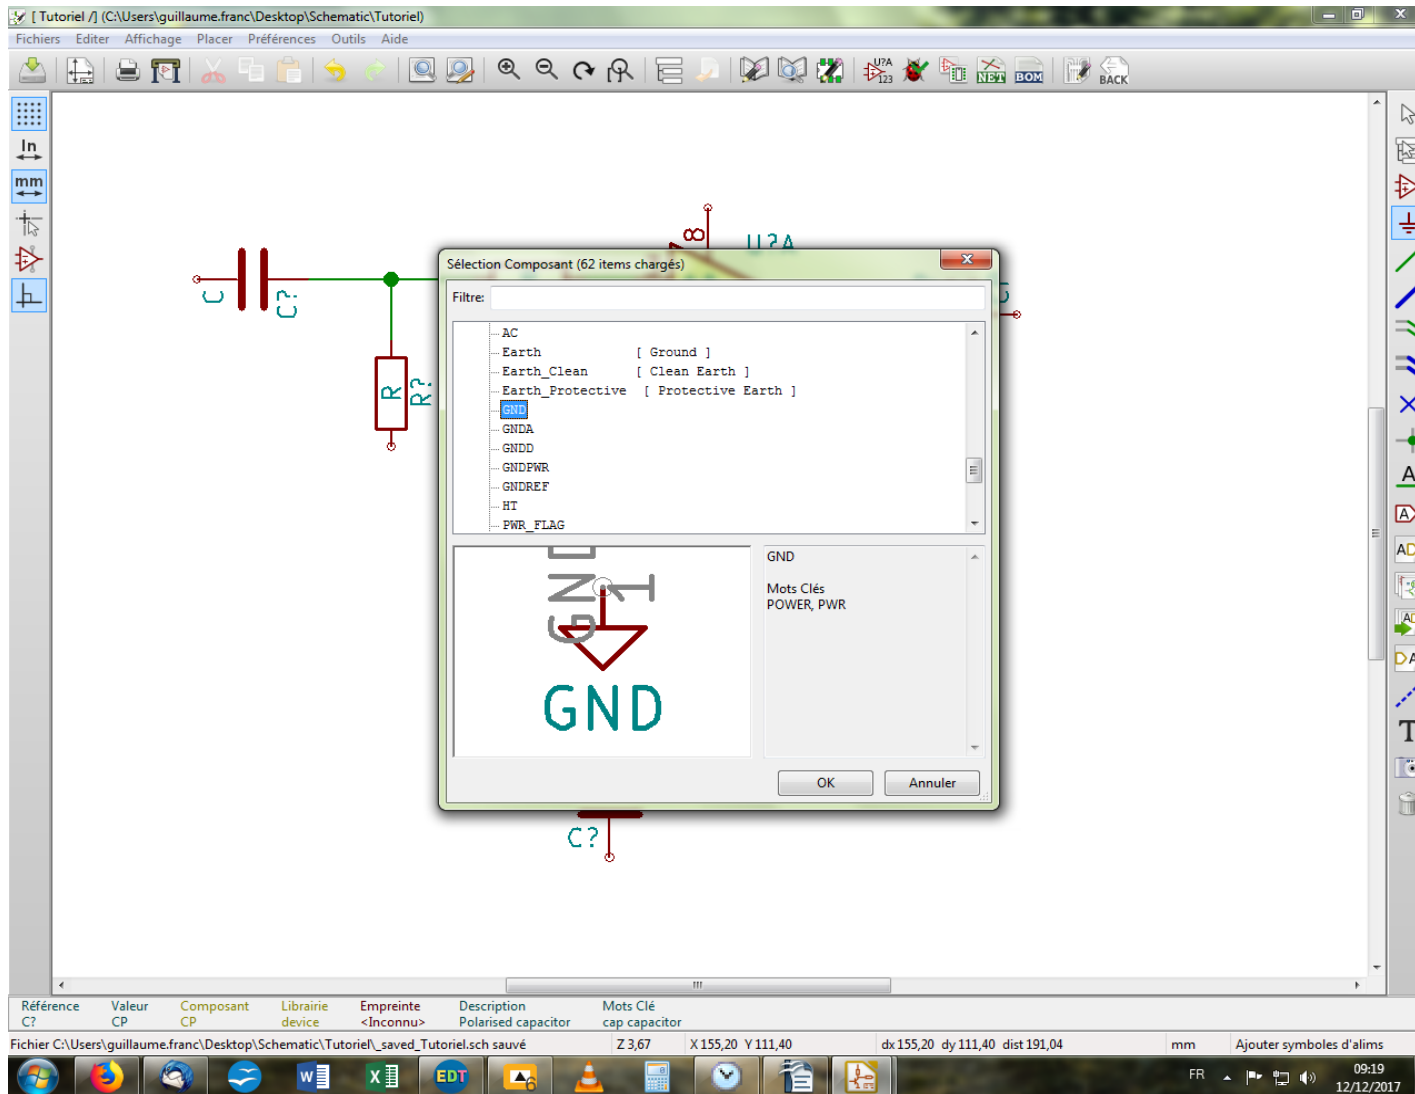 [ Tutoriel /] (C:\Users\guillaume.franc\Desktop\Schematic\Tutoriel)
Fichiers Editer Affichage Placer Préférences Outils Aide
U?A
123
NET
BOM
BACK
In
mm
8
U?A
C
C?
R
R?
Sélection Composant (62 items chargés)
Filtre:
AC
Earth [ Ground ]
Earth_Clean [ Clean Earth ]
Earth_Protective [ Protective Earth ]
GND
GNDA
GNDD
GNDPWR
GNDREF
HT
PWR_FLAG
GND
1
GND
GND
Mots Clés
POWER, PWR
OK Annuler
C?
A
A
T
Référence Valeur Composant Librairie Empreinte Description Mots Clé
C? CP CP device <Inconnu> Polarised capacitor cap capacitor
Fichier C:\Users\guillaume.franc\Desktop\Schematic\Tutoriel\_saved_Tutoriel.sch sauvé Z 3,67 X 155,20 Y 111,40 dx 155,20 dy 111,40 dist 191,04 mm Ajouter symboles d'alims
EDT
FR
09:19
12/12/2017